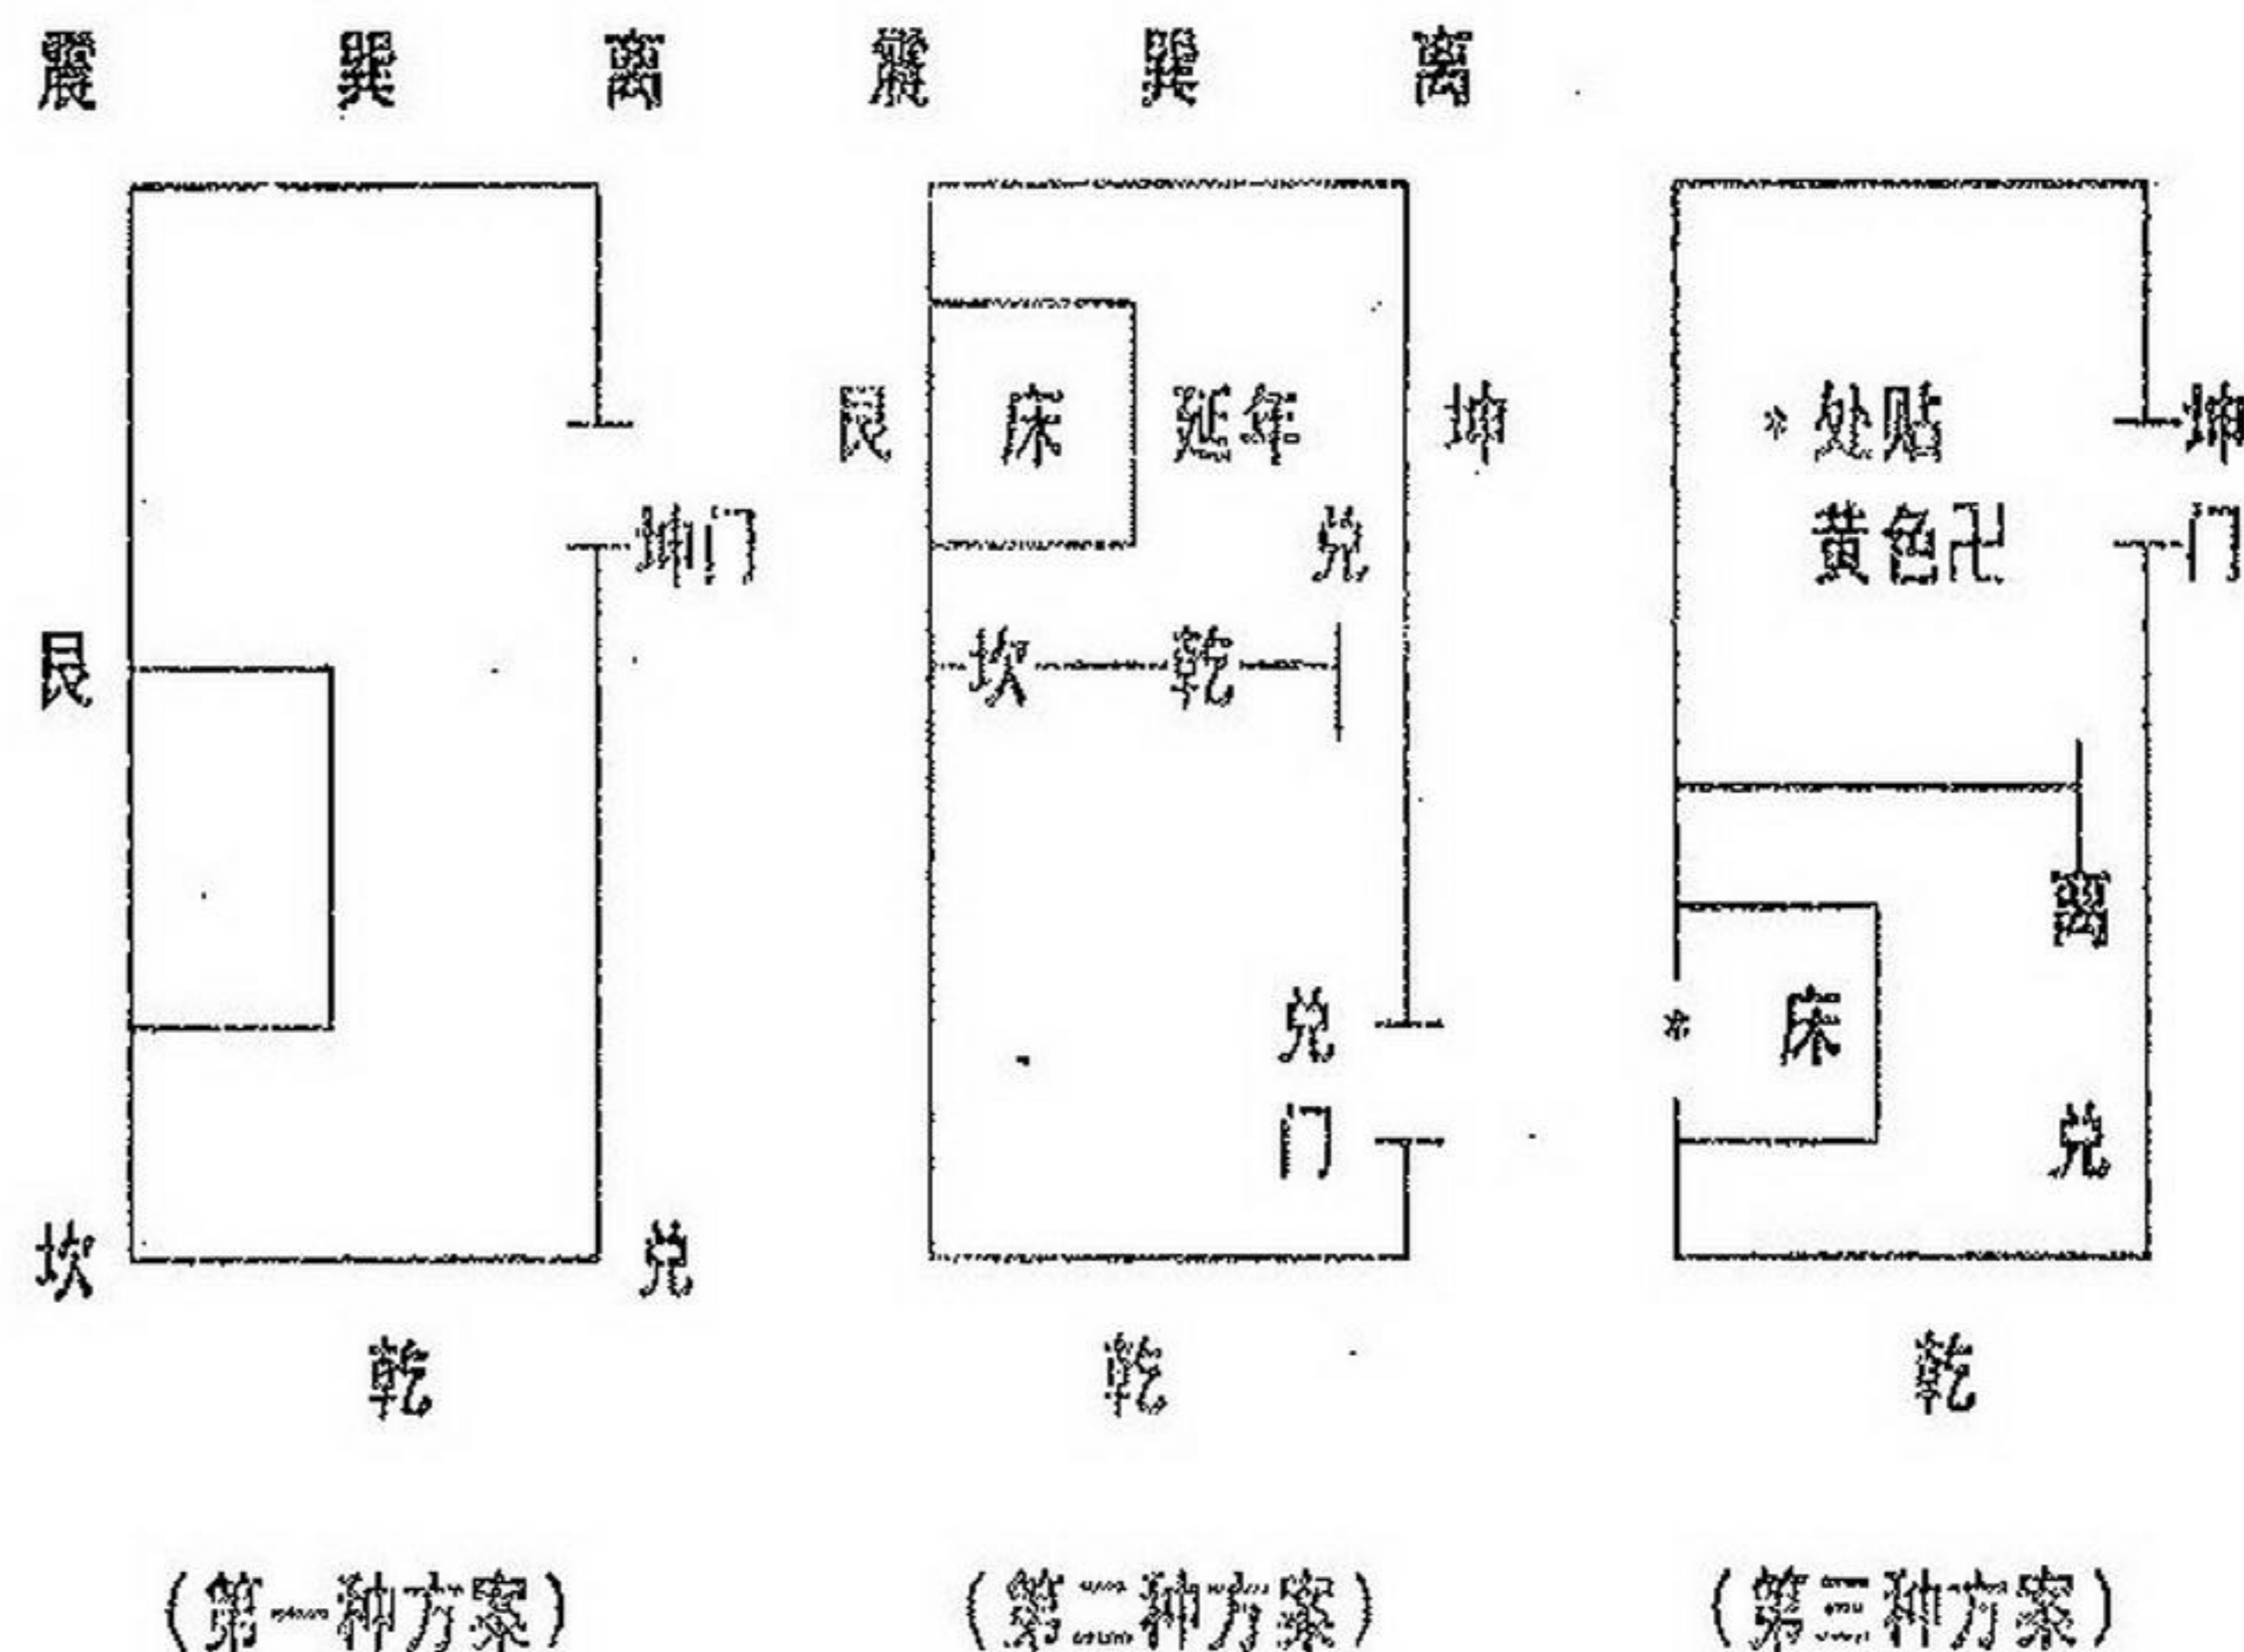 震 巽 离
坤门
艮
坎 兑
乾
(第一种方案)
震 巽 离
艮 床 延年 坤
兑
坎 乾
兑
门
乾
(第二种方案)
*处贴 坤
黄色卍 门
离
* 床
兑
乾
(第三种方案)